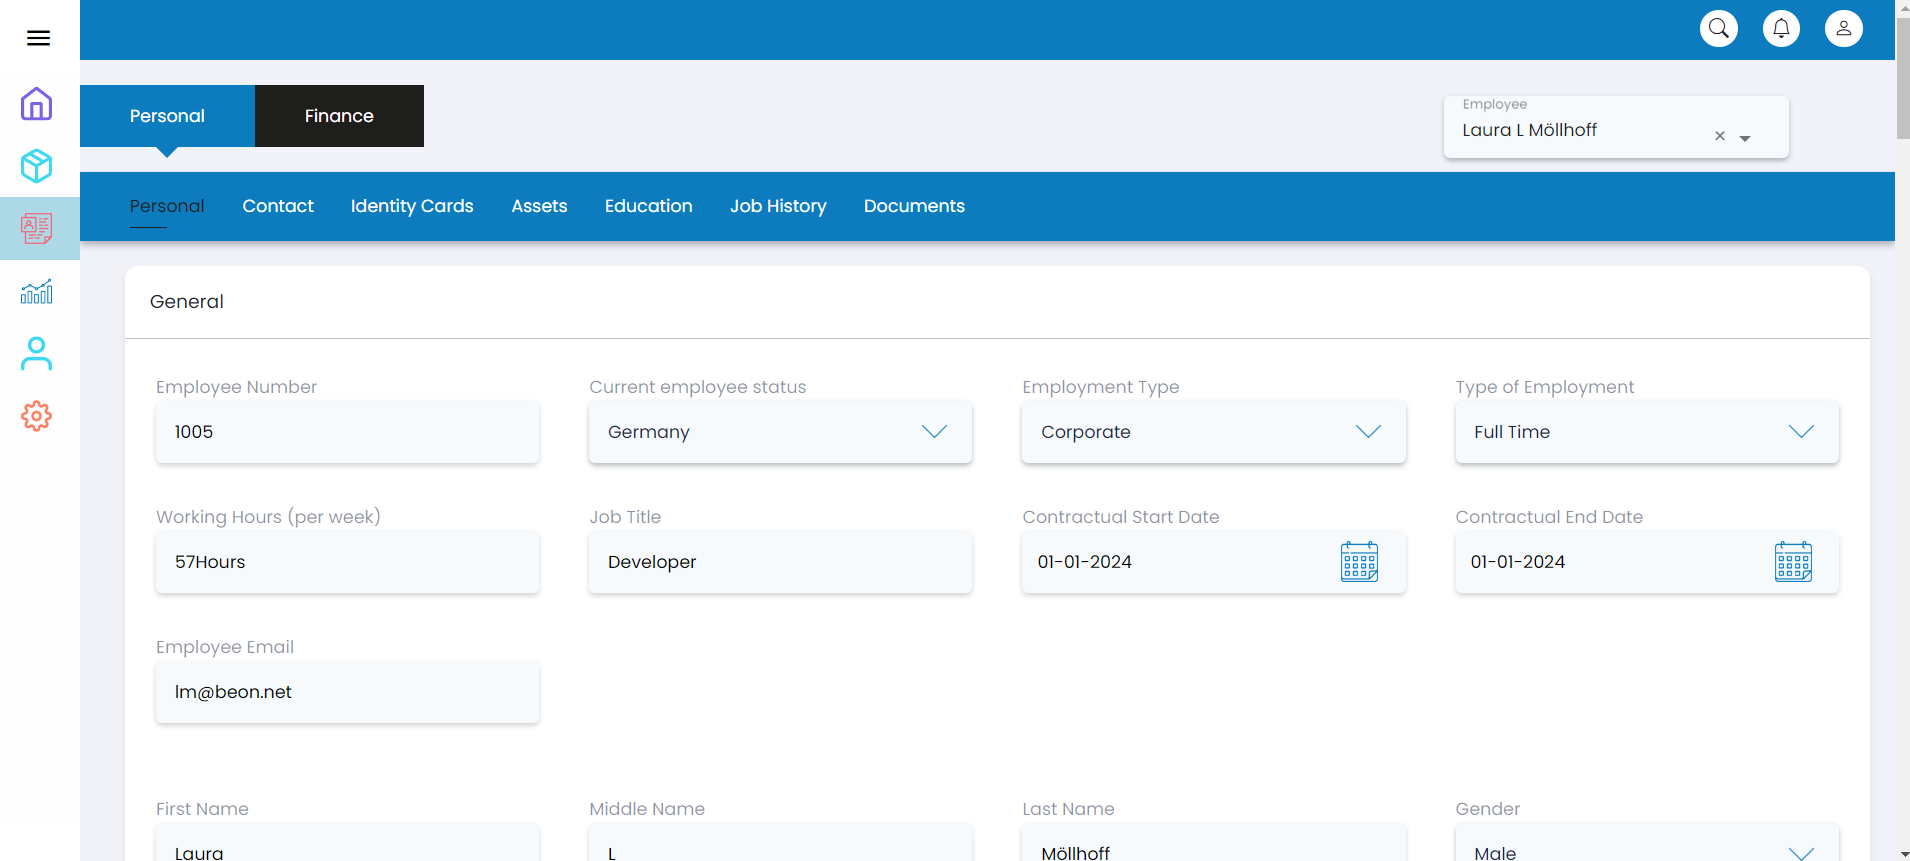 Personal Finance
Employee
Laura L Möllhoff
Personal Contact Identity Cards Assets Education Job History Documents
General
Employee Number Current employee status Employment Type Type of Employment
1005 Germany Corporate Full Time
Working Hours (per week) Job Title Contractual Start Date Contractual End Date
57Hours Developer 01-01-2024 01-01-2024
Employee Email
lm@beon.net
First Name Middle Name Last Name Gender
Laura L Möllhoff Male